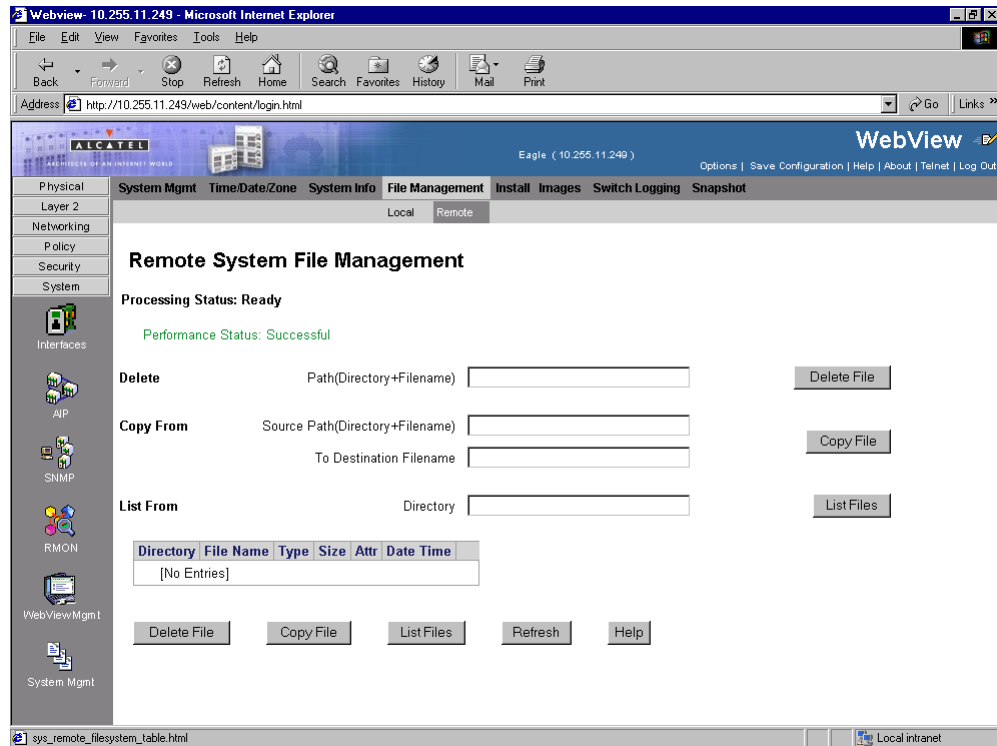 Webview- 10.255.11.249 - Microsoft Internet Explorer
File Edit View Favorites Tools Help
Back Forward Stop Refresh Home Search Favorites History Mail Print
Address http://10.255.11.249/web/content/login.html Go Links »
ALCATEL
ARCHITECTS OF AN INTERNET WORLD
Eagle ( 10.255.11.249 )
WebView
Options | Save Configuration | Help | About | Telnet | Log Out
Physical
Layer 2
Networking
Policy
Security
System
Interfaces
AIP
SNMP
RMON
WebViewMgmt
System Mgmt
System Mgmt Time/Date/Zone System Info File Management Install Images Switch Logging Snapshot
Local Remote
Remote System File Management
Processing Status: Ready
Performance Status: Successful
Delete Path(Directory+Filename) Delete File
Copy From Source Path(Directory+Filename) Copy File
To Destination Filename
List From Directory List Files
Directory File Name Type Size Attr Date Time
[No Entries]
Delete File Copy File List Files Refresh Help
sys_remote_filesystem_table.html Local intranet